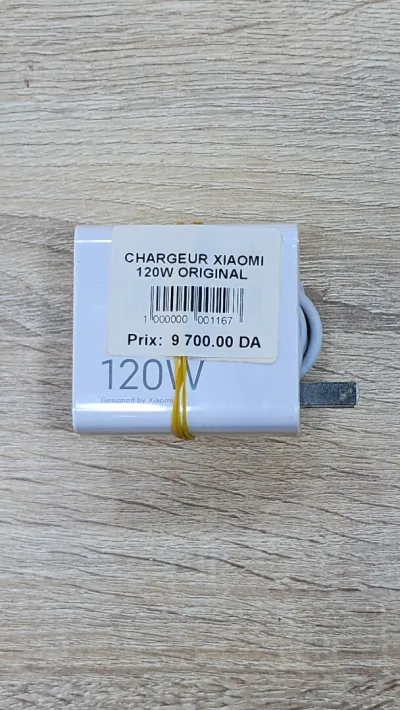 CHARGEUR XIAOMI
120W ORIGINAL
1 000000 001167
Prix: 9 700.00 DA
120W
Designed by Xiaomi